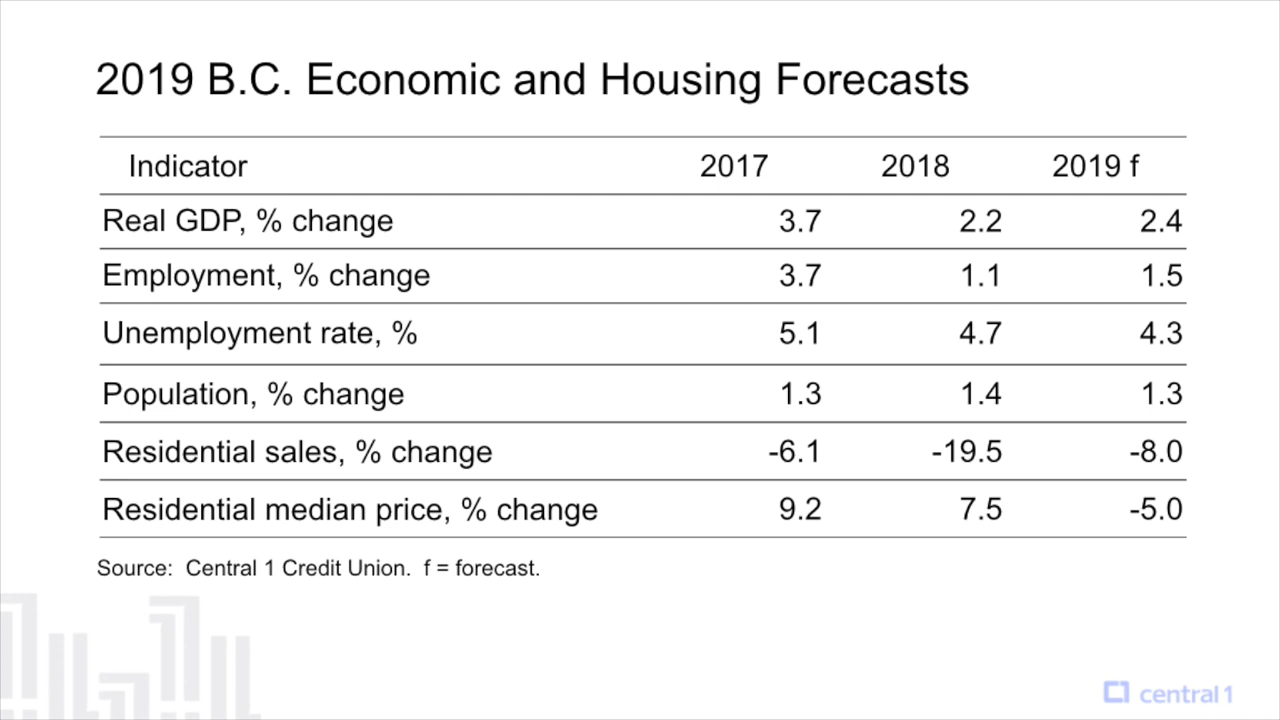 2019 B.C. Economic and Housing Forecasts
Indicator 2017 2018 2019 f
Real GDP, % change 3.7 2.2 2.4
Employment, % change 3.7 1.1 1.5
Unemployment rate, % 5.1 4.7 4.3
Population, % change 1.3 1.4 1.3
Residential sales, % change -6.1 -19.5 -8.0
Residential median price, % change 9.2 7.5 -5.0
Source: Central 1 Credit Union. f = forecast.
central1